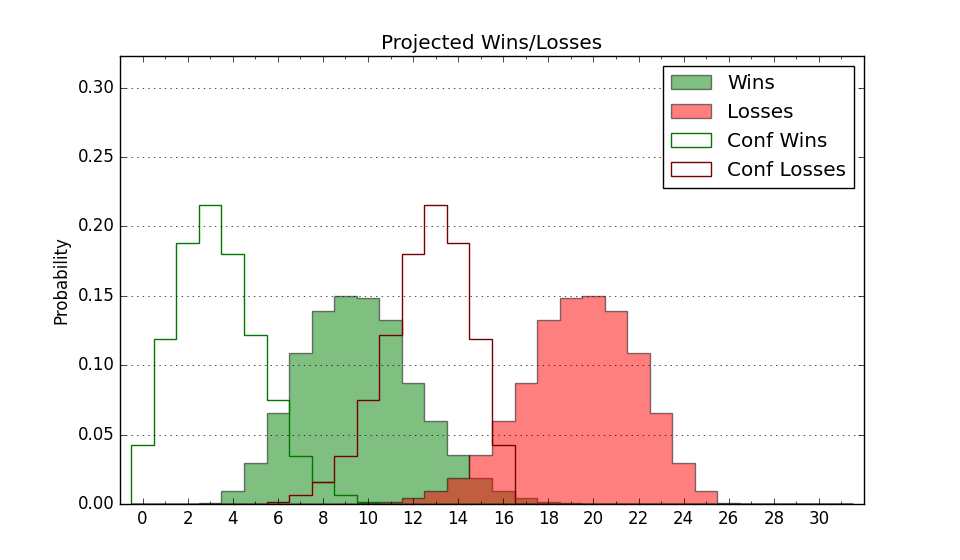 Projected Wins/Losses
Probability
0.30
0.25
0.20
0.15
0.10
0.05
0.00
0 2 4 6 8 10 12 14 16 18 20 22 24 26 28 30
Wins
Losses
Conf Wins
Conf Losses